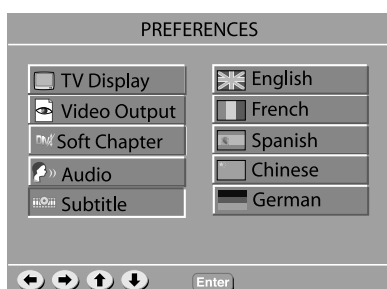 PREFERENCES
TV Display
Video Output
Soft Chapter
Audio
Subtitle
English
French
Spanish
Chinese
German
Enter